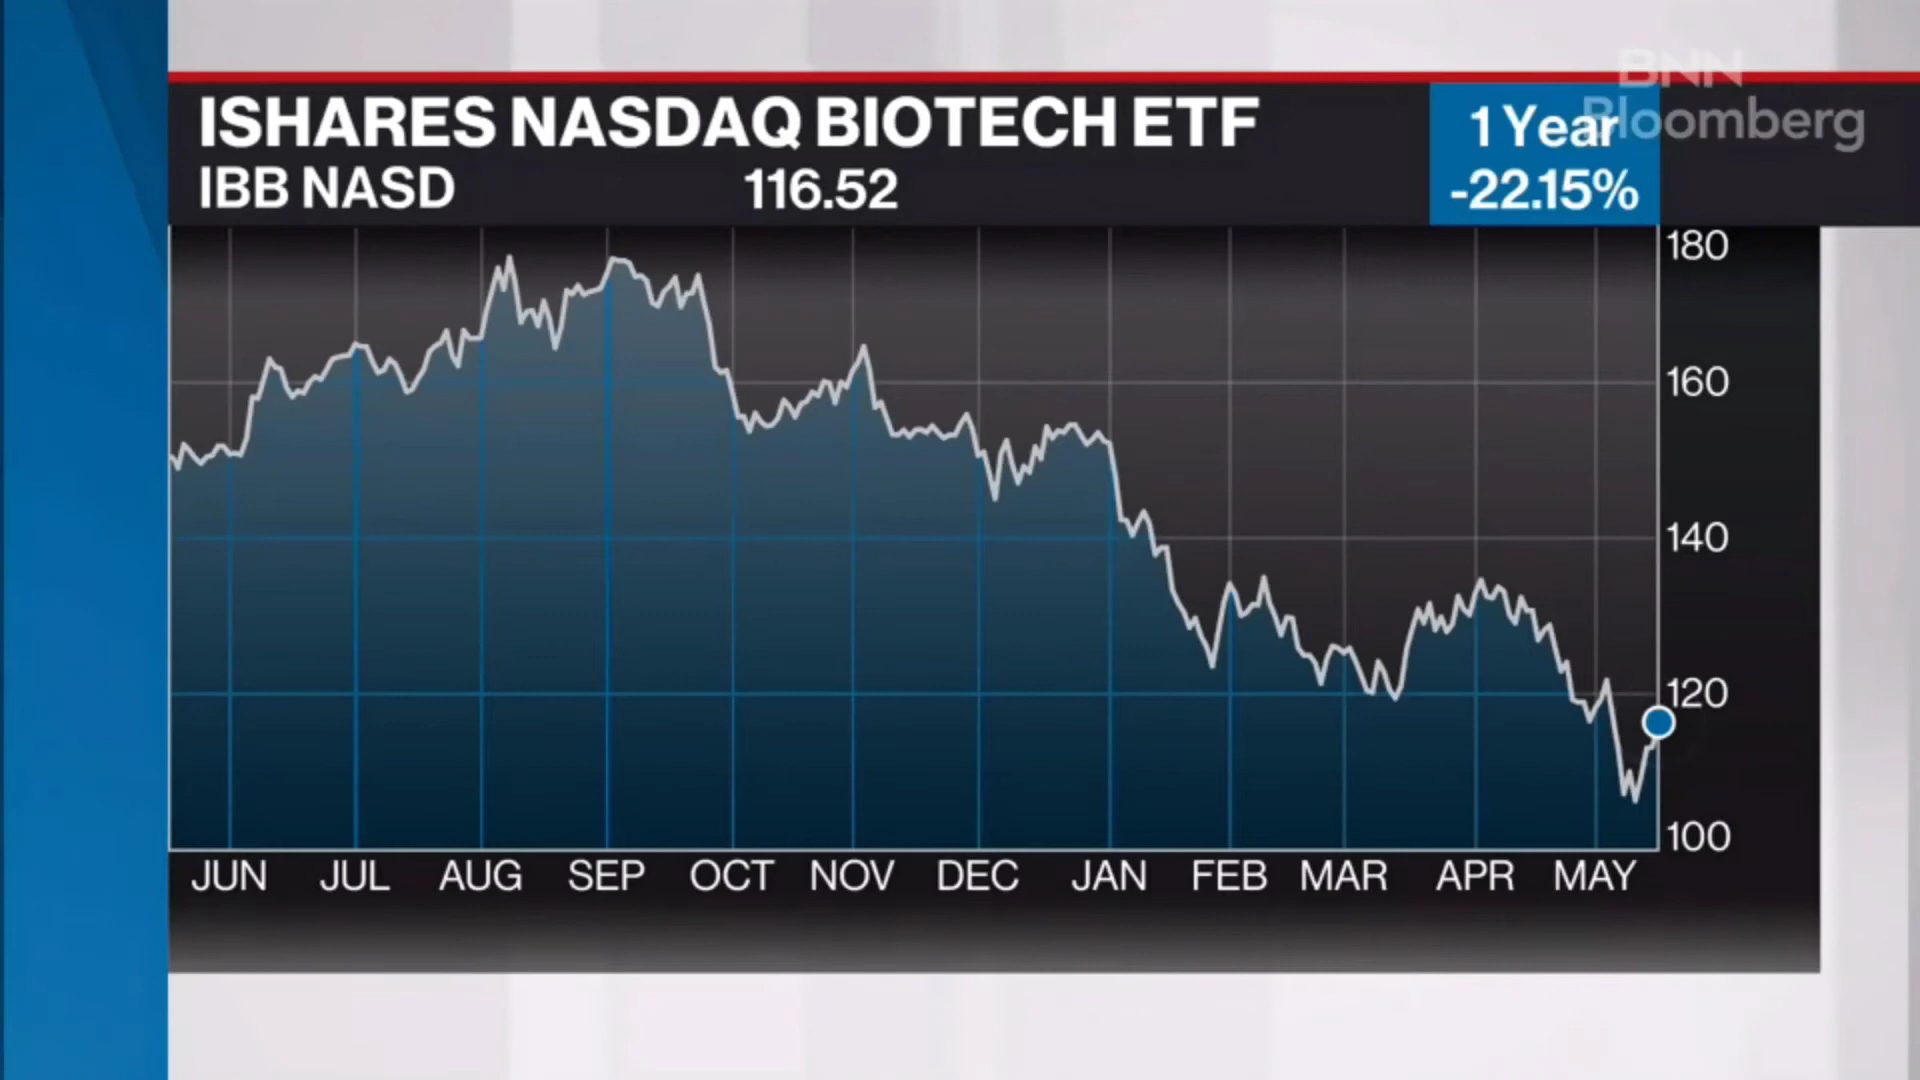 BNN
Bloomberg
ISHARES NASDAQ BIOTECH ETF
1 Year
IBB NASD 116.52
-22.15%
180
160
140
120
100
JUN JUL AUG SEP OCT NOV DEC JAN FEB MAR APR MAY